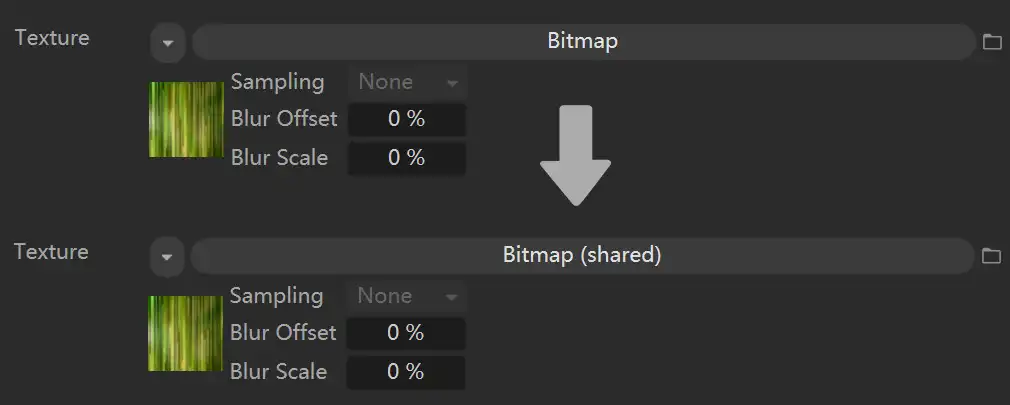 Texture Bitmap
Sampling None
Blur Offset 0 %
Blur Scale 0 %
Texture Bitmap (shared)
Sampling None
Blur Offset 0 %
Blur Scale 0 %